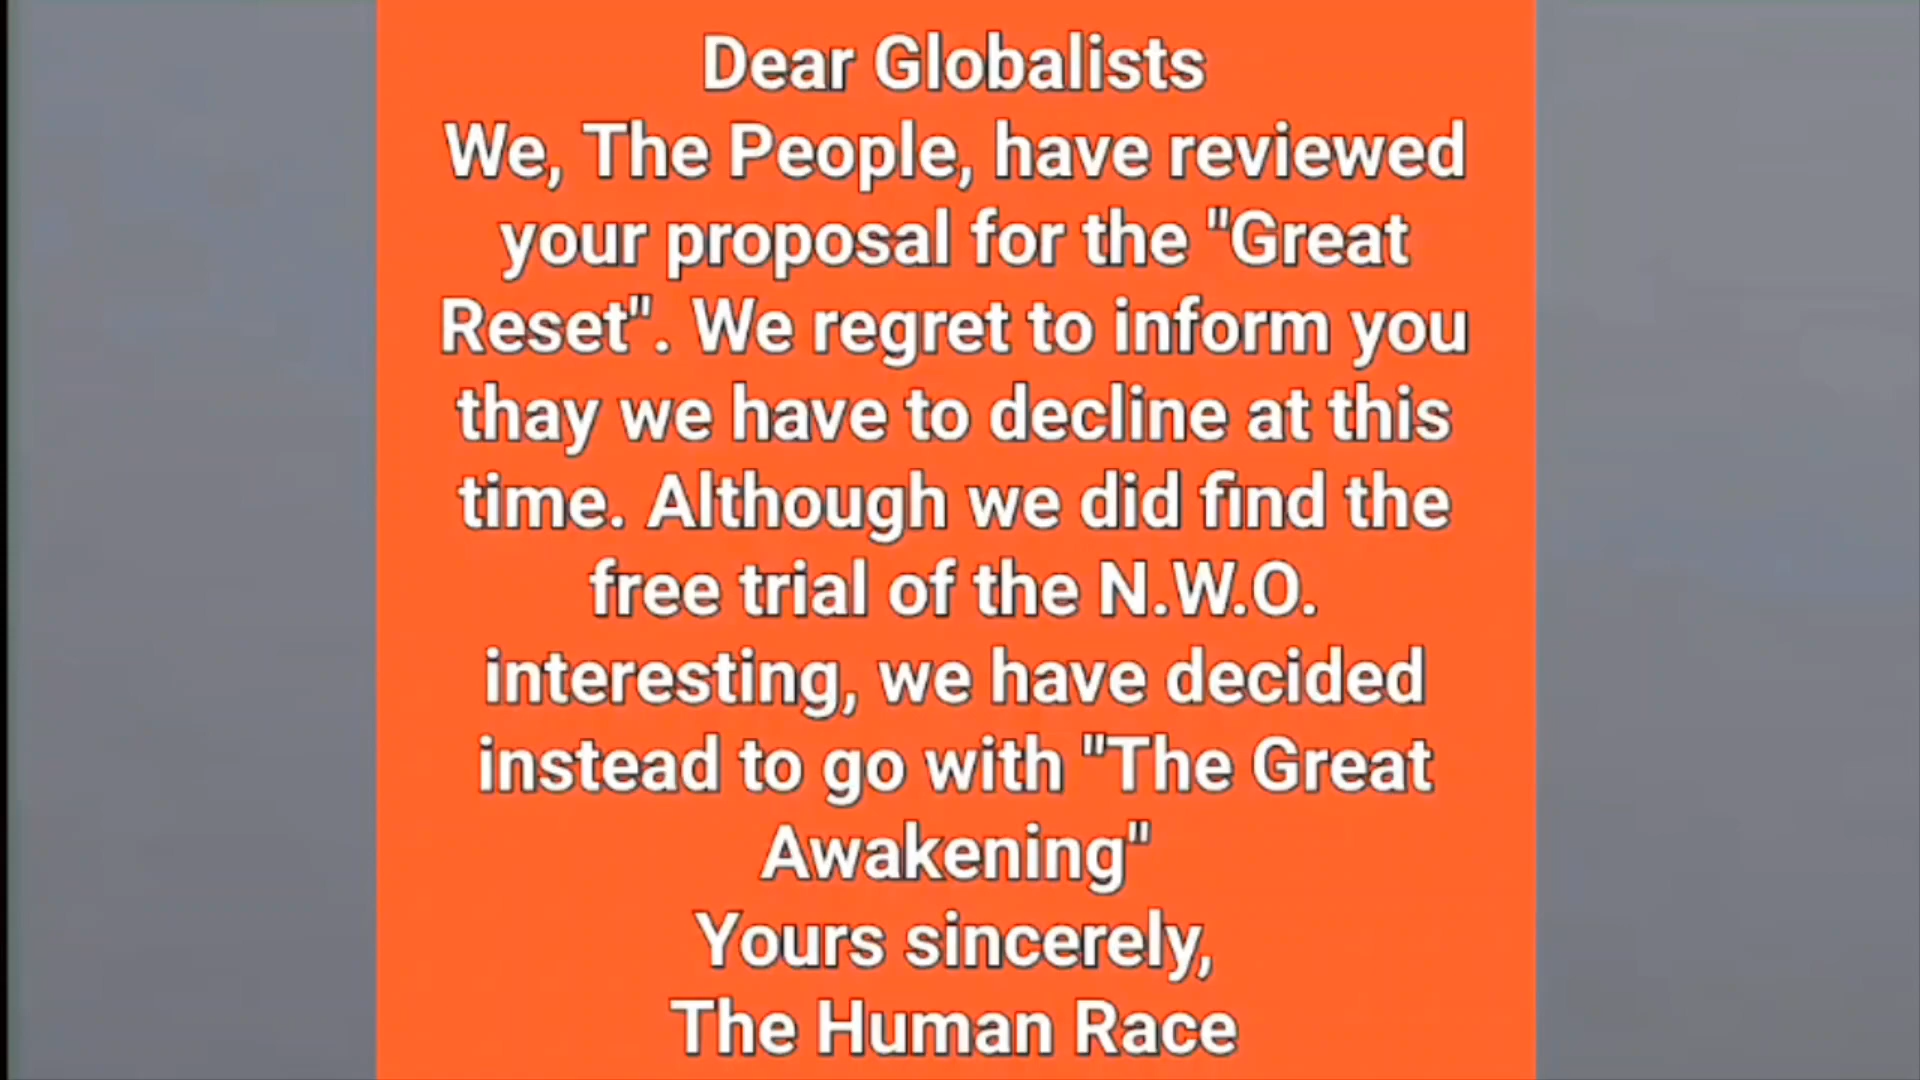 Dear Globalists
We, The People, have reviewed
your proposal for the "Great
Reset". We regret to inform you
thay we have to decline at this
time. Although we did find the
free trial of the N.W.O.
interesting, we have decided
instead to go with "The Great
Awakening"
Yours sincerely,
The Human Race